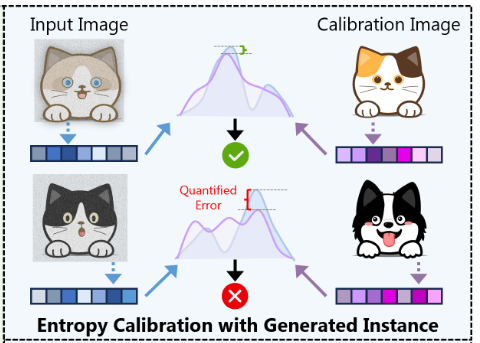 Input Image
Calibration Image
Quantified
Error
Entropy Calibration with Generated Instance